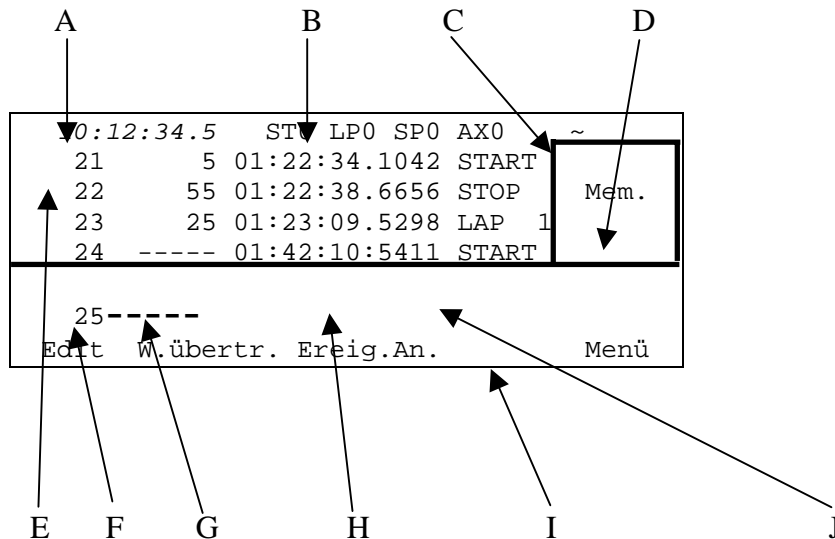 A B C D
10:12:34.5 ST0 LP0 SP0 AX0 ~
21 5 01:22:34.1042 START
22 55 01:22:38.6656 STOP Mem.
23 25 01:23:09.5298 LAP 1
24 ----- 01:42:10:5411 START
25-----
Edit W.übertr. Ereig.An. Menü
E F G H I J